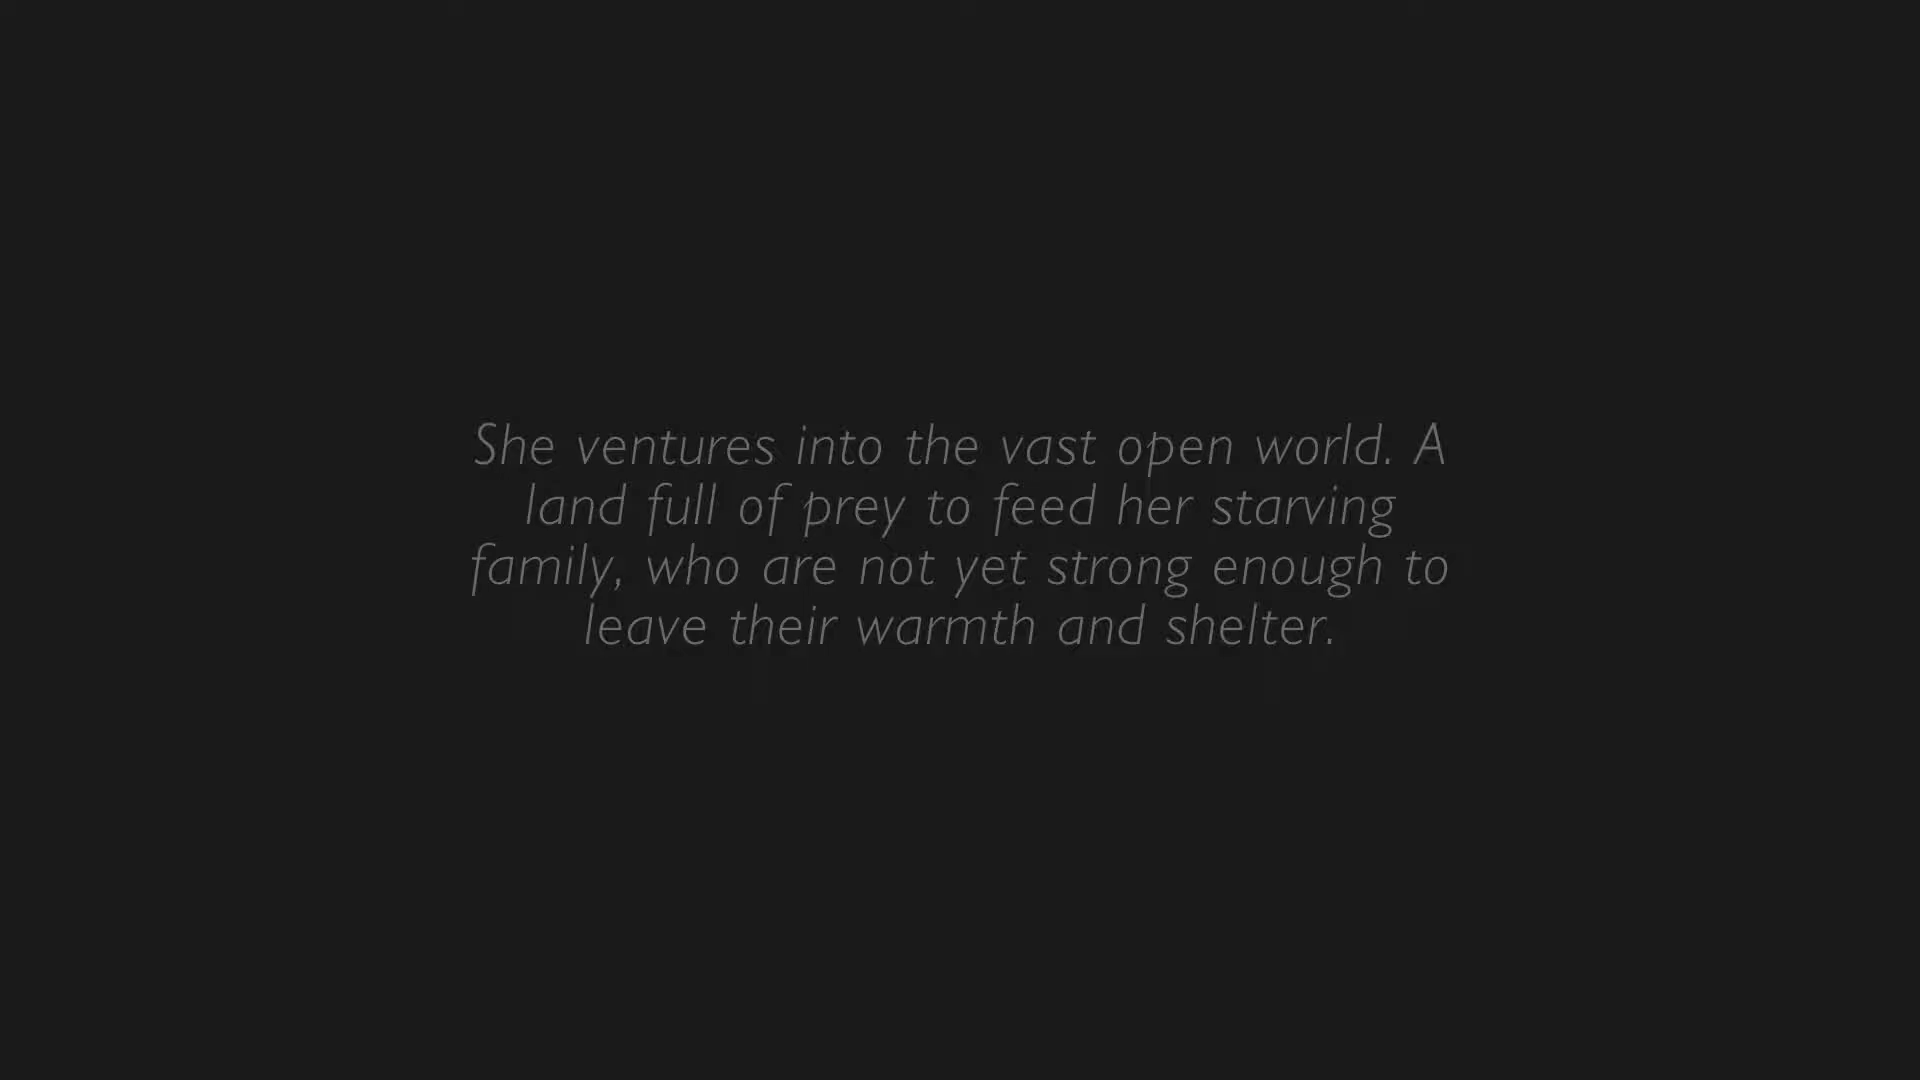 She ventures into the vast open world. A
land full of prey to feed her starving
family, who are not yet strong enough to
leave their warmth and shelter.